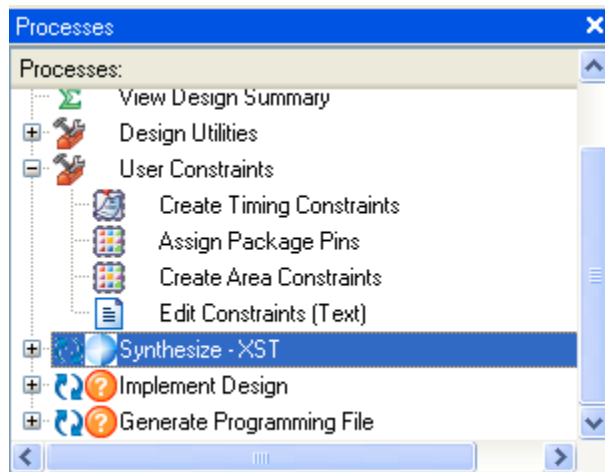 Processes
Processes:
View Design Summary
Design Utilities
User Constraints
Create Timing Constraints
Assign Package Pins
Create Area Constraints
Edit Constraints (Text)
Synthesize - XST
Implement Design
Generate Programming File